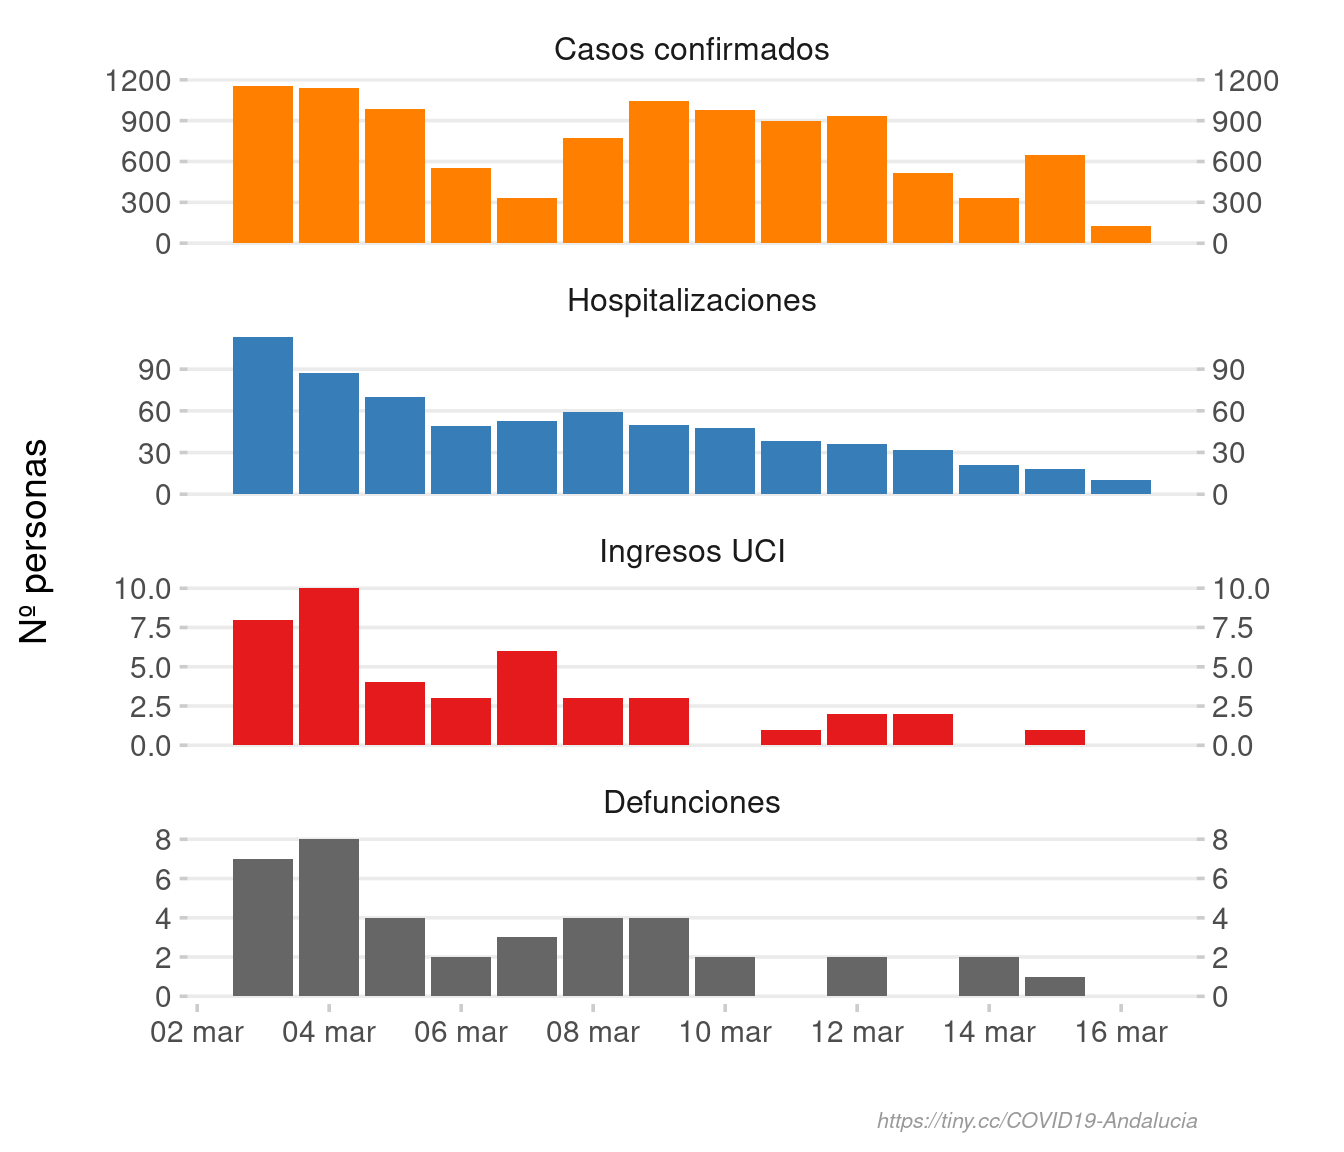 Casos confirmados
1200 1200
900 900
600 600
300 300
0 0
Hospitalizaciones
90 90
60 60
30 30
0 0
Nº personas
Ingresos UCI
10.0 10.0
7.5 7.5
5.0 5.0
2.5 2.5
0.0 0.0
Defunciones
8 8
6 6
4 4
2 2
0 0
02 mar 04 mar 06 mar 08 mar 10 mar 12 mar 14 mar 16 mar
https://tiny.cc/COVID19-Andalucia